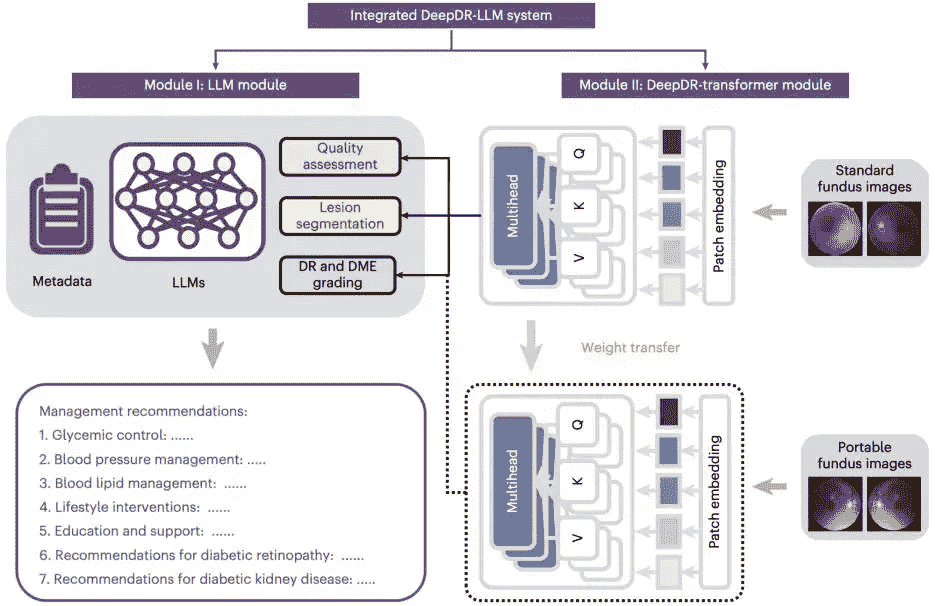 Integrated DeepDR-LLM system
Module I: LLM module
Module II: DeepDR-transformer module
Metadata
LLMs
Quality
assessment
Lesion
segmentation
DR and DME
grading
Multihead
Q
K
V
Patch embedding
Standard
fundus images
Weight transfer
Management recommendations:
1. Glycemic control: ......
2. Blood pressure management: .....
3. Blood lipid management: ......
4. Lifestyle interventions: ......
5. Education and support: ......
6. Recommendations for diabetic retinopathy: ......
7. Recommendations for diabetic kidney disease: .....
Multihead
Q
K
V
Patch embedding
Portable
fundus images